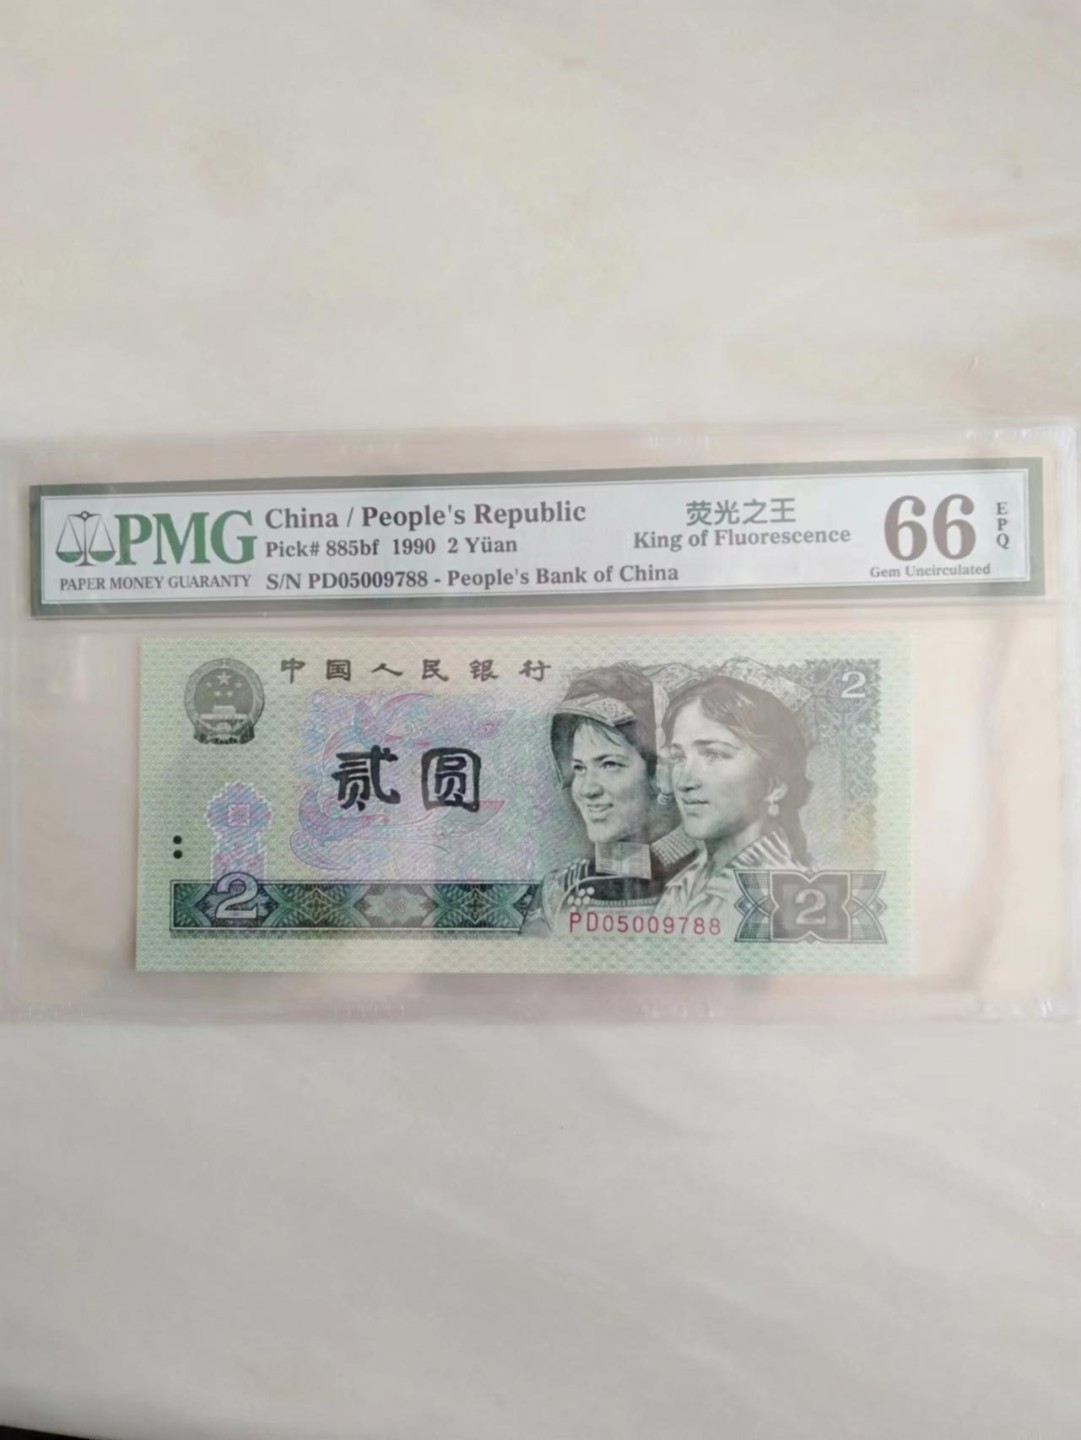 PMG
PAPER MONEY GUARANTY
China / People's Republic
Pick# 885bf 1990 2 Yüan
S/N PD05009788 - People's Bank of China
荧光之王
King of Fluorescence
66
EPQ
Gem Uncirculated
中国人民银行
2
贰圆
2
PD05009788
2